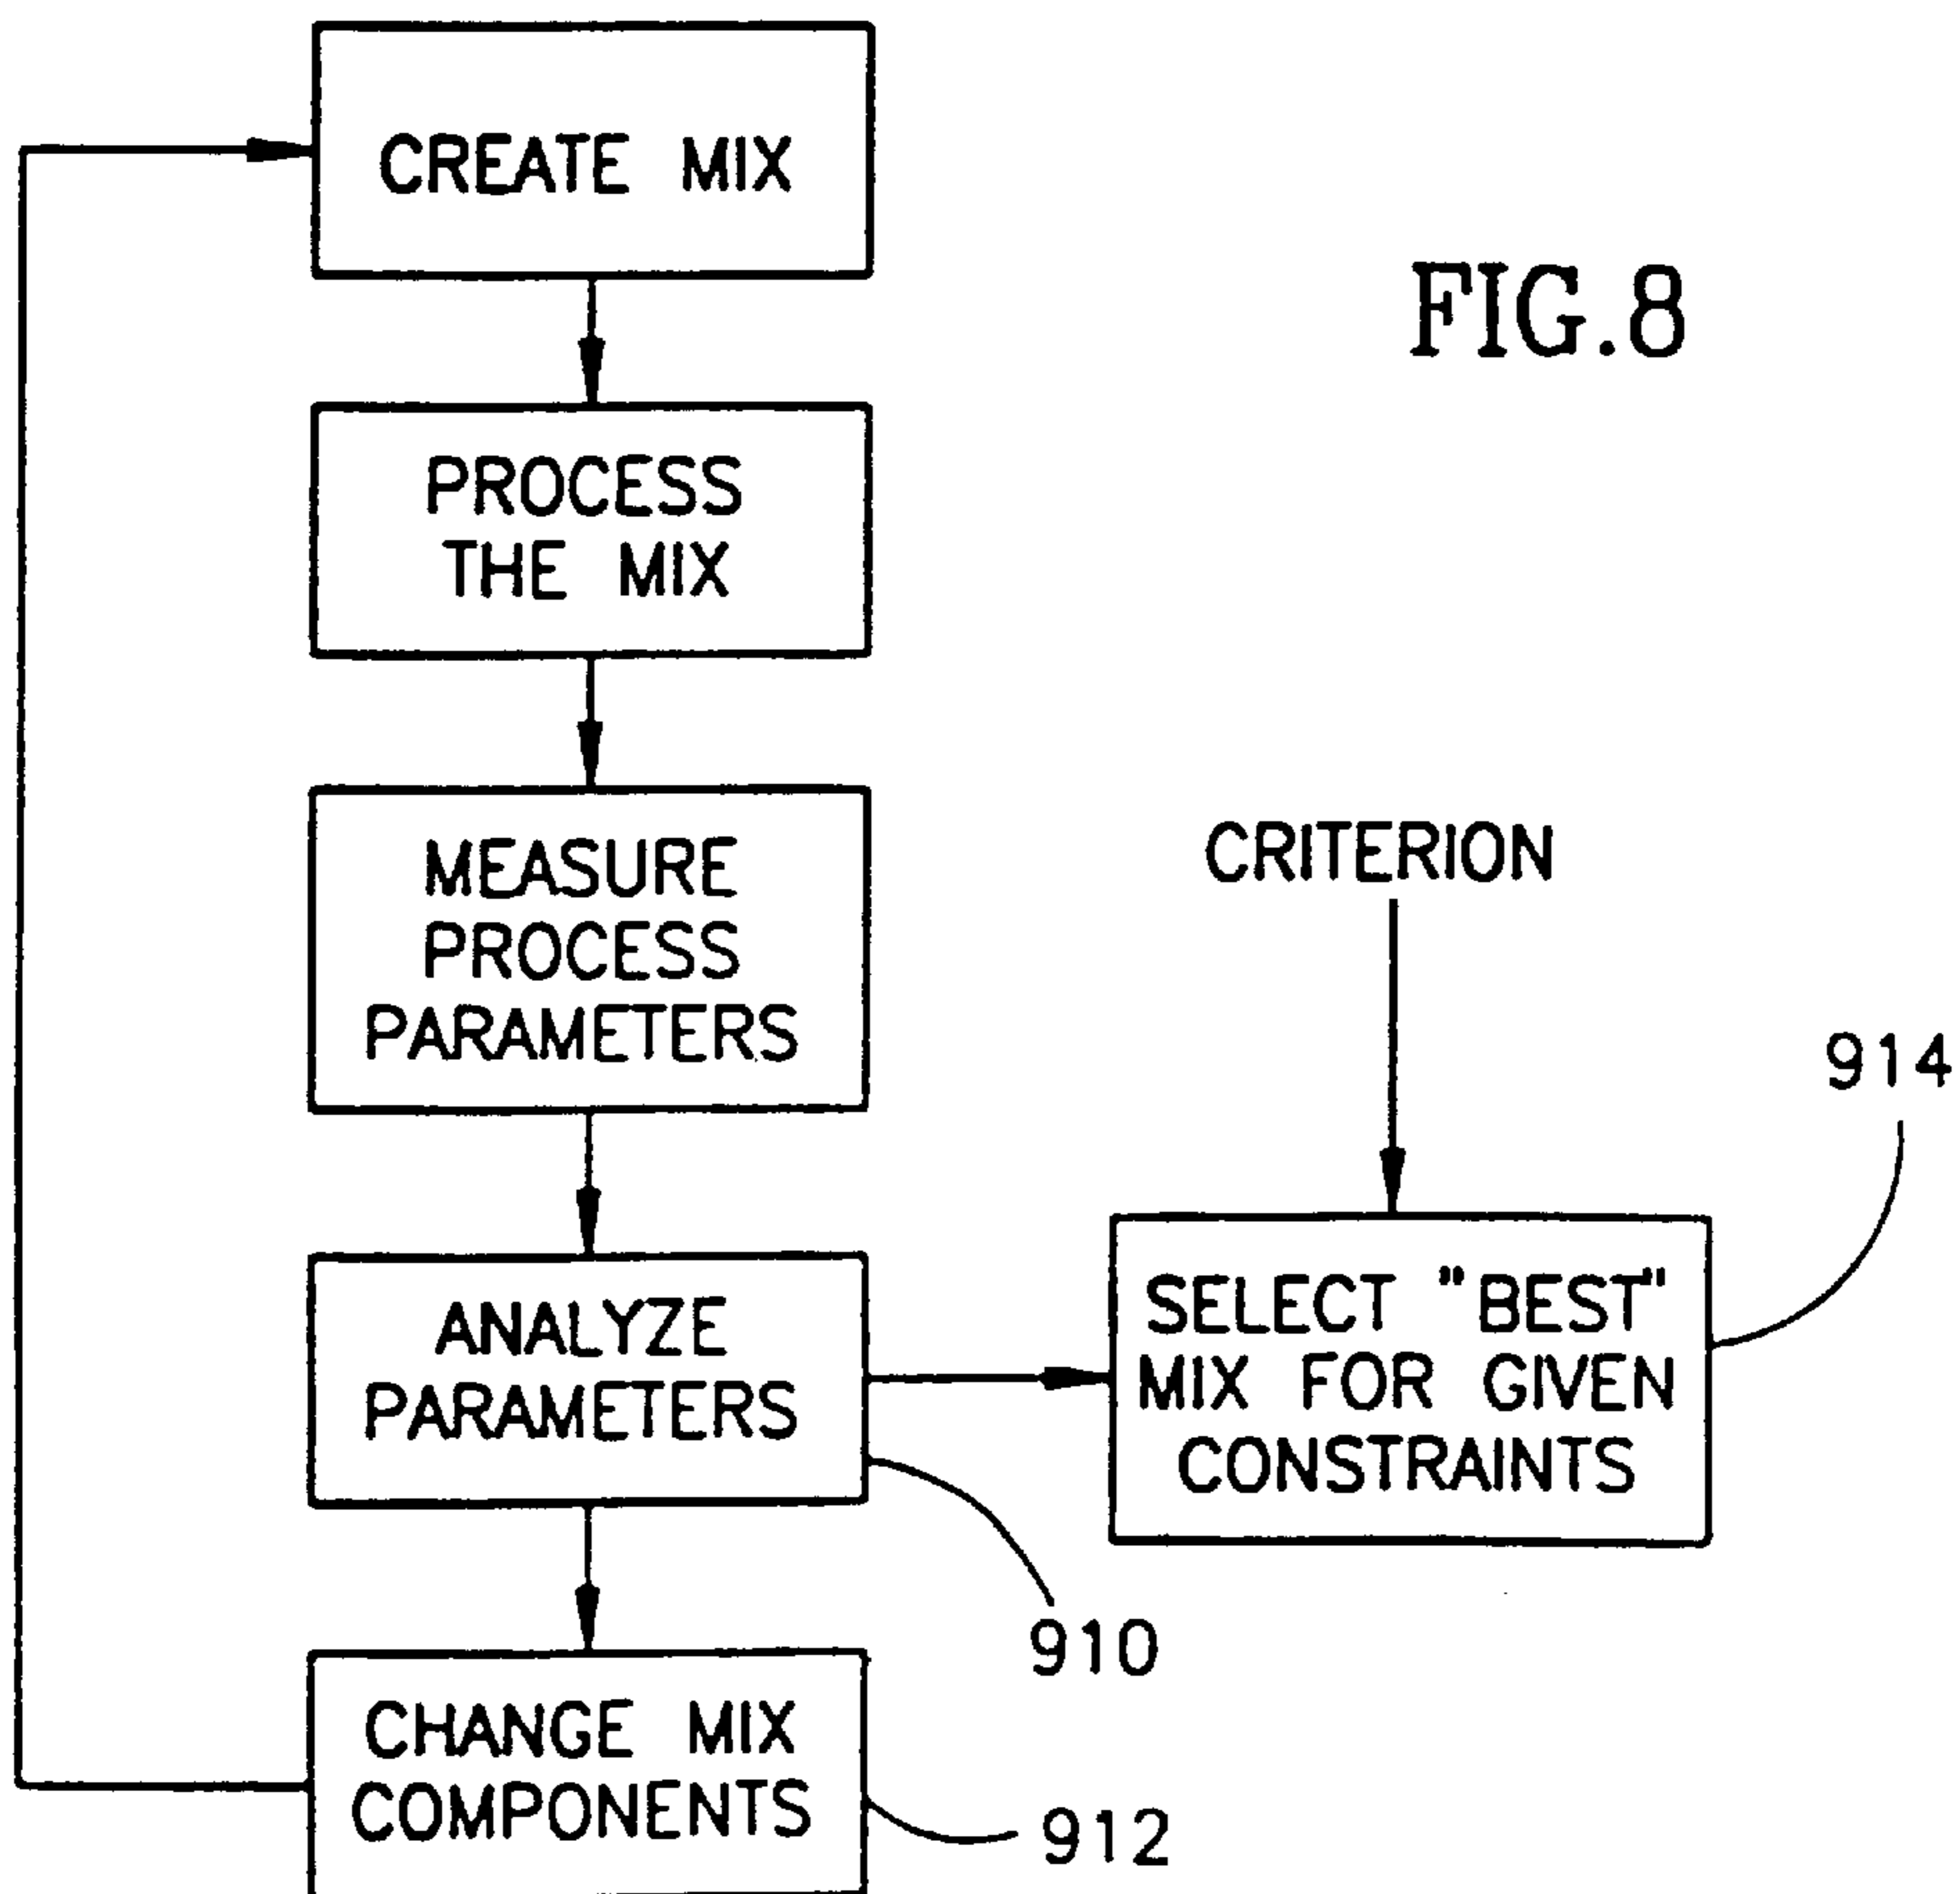 CREATE MIX
FIG.8
PROCESS
THE MIX
MEASURE
PROCESS
PARAMETERS
CRITERION
914
ANALYZE
PARAMETERS
SELECT "BEST"
MIX FOR GIVEN
CONSTRAINTS
910
CHANGE MIX
COMPONENTS
912